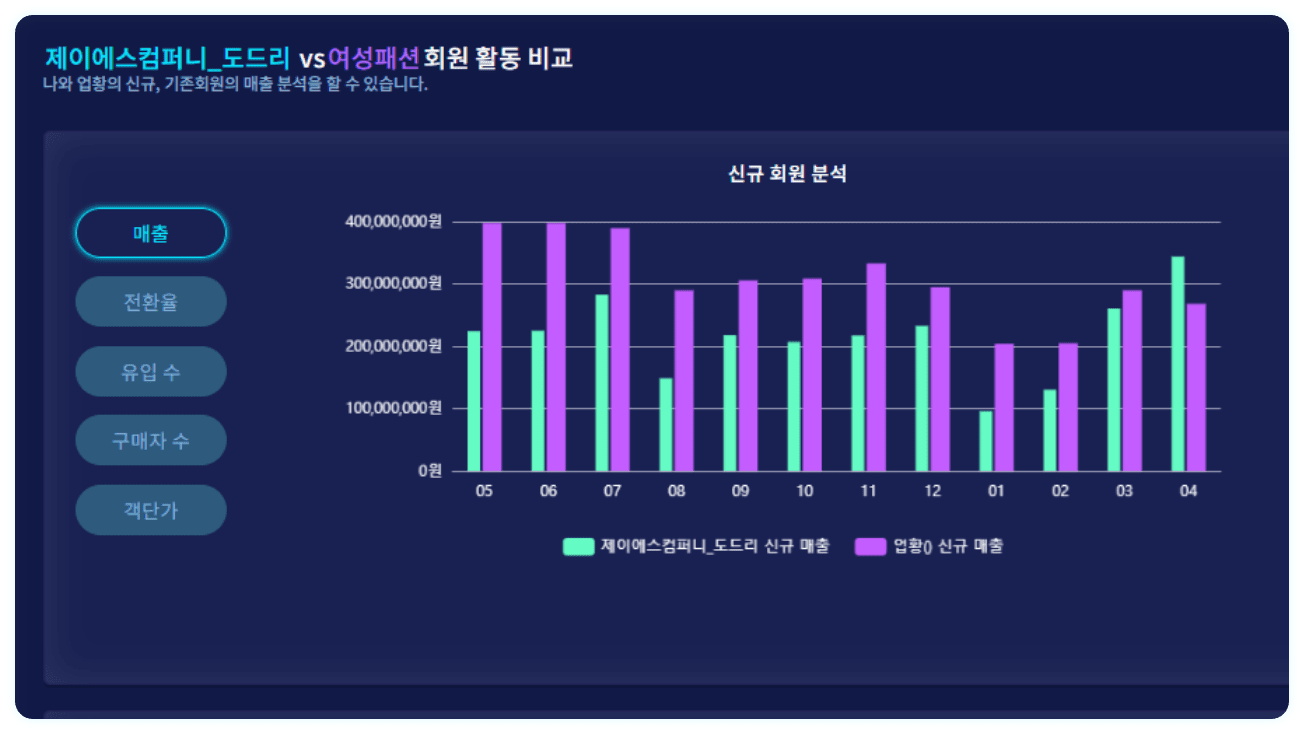 제이에스컴퍼니_도드리 vs여성패션회원 활동 비교
나와 업황의 신규, 기존회원의 매출 분석을 할 수 있습니다.
신규 회원 분석
매출
전환율
유입 수
구매자 수
객단가
400,000,000원
300,000,000원
200,000,000원
100,000,000원
0원
05 06 07 08 09 10 11 12 01 02 03 04
제이에스컴퍼니_도드리 신규 매출 업황() 신규 매출